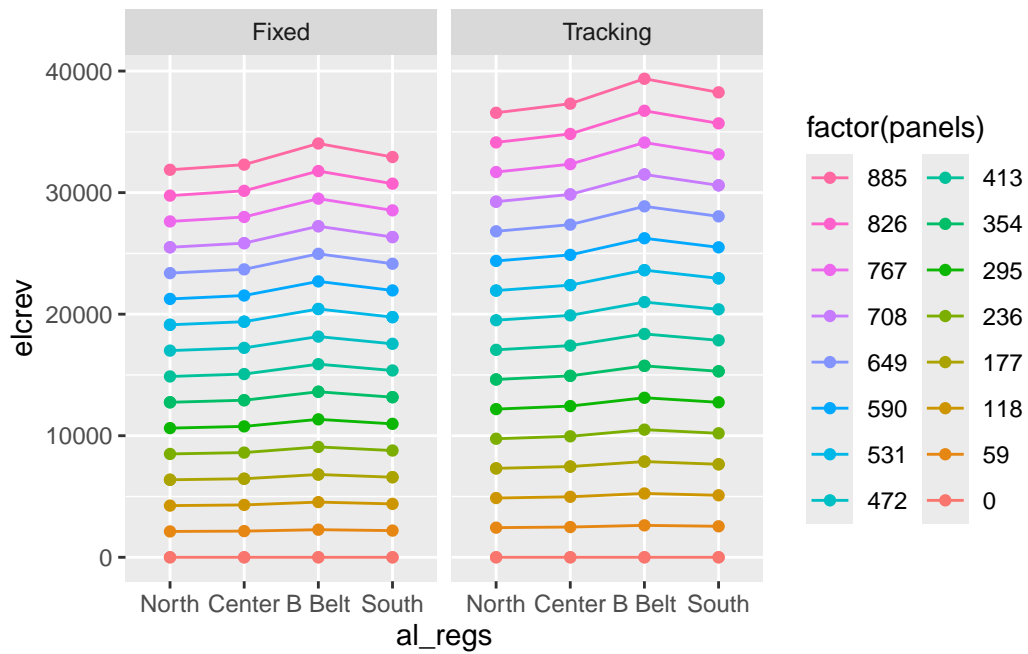 Fixed Tracking
40000
30000
20000
10000
0
elcrev
North Center B Belt South North Center B Belt South
al_regs
factor(panels)
885 413
826 354
767 295
708 236
649 177
590 118
531 59
472 0